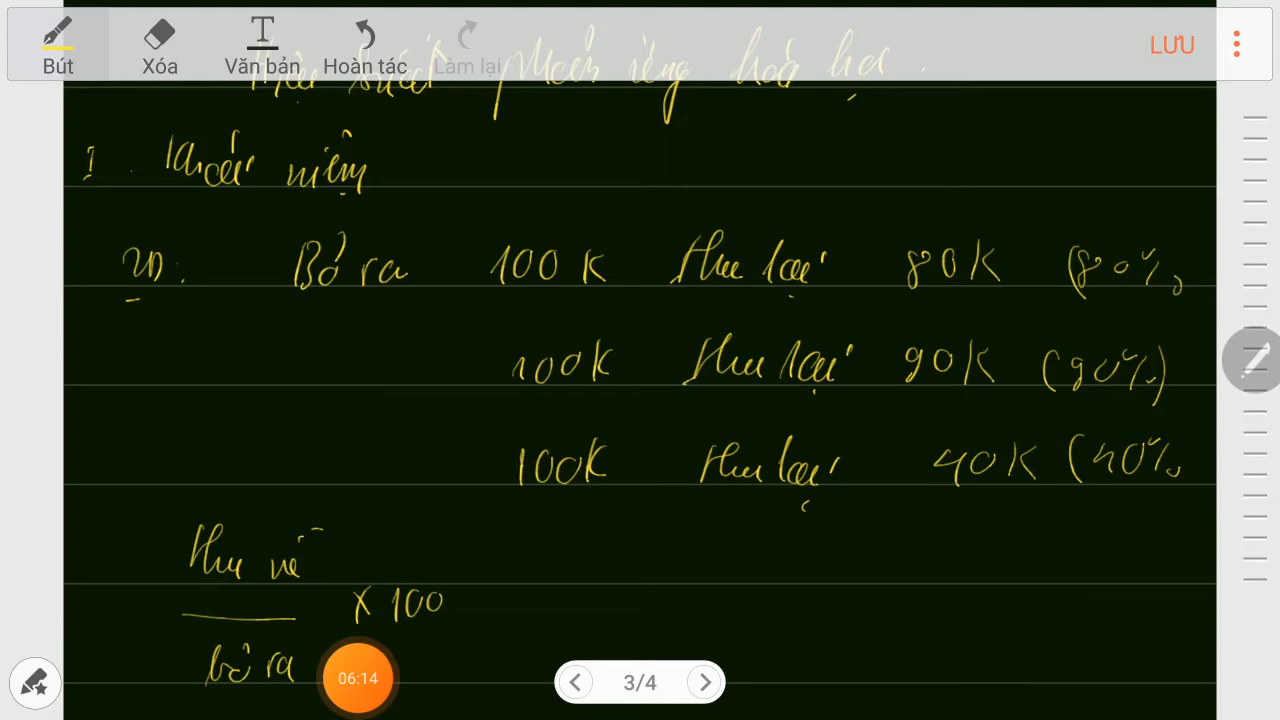 Bút Xóa Văn bản Hoàn tác Làm lại LƯU
Hiệu suất phản ứng hoá học.
I. Khái niệm
VD: Bỏ ra 100K thu lại 80K (80%)
100K thu lại 90K (90%)
100K thu lại 40K (40%
thu về
x 100
bỏ ra
06:14
3/4